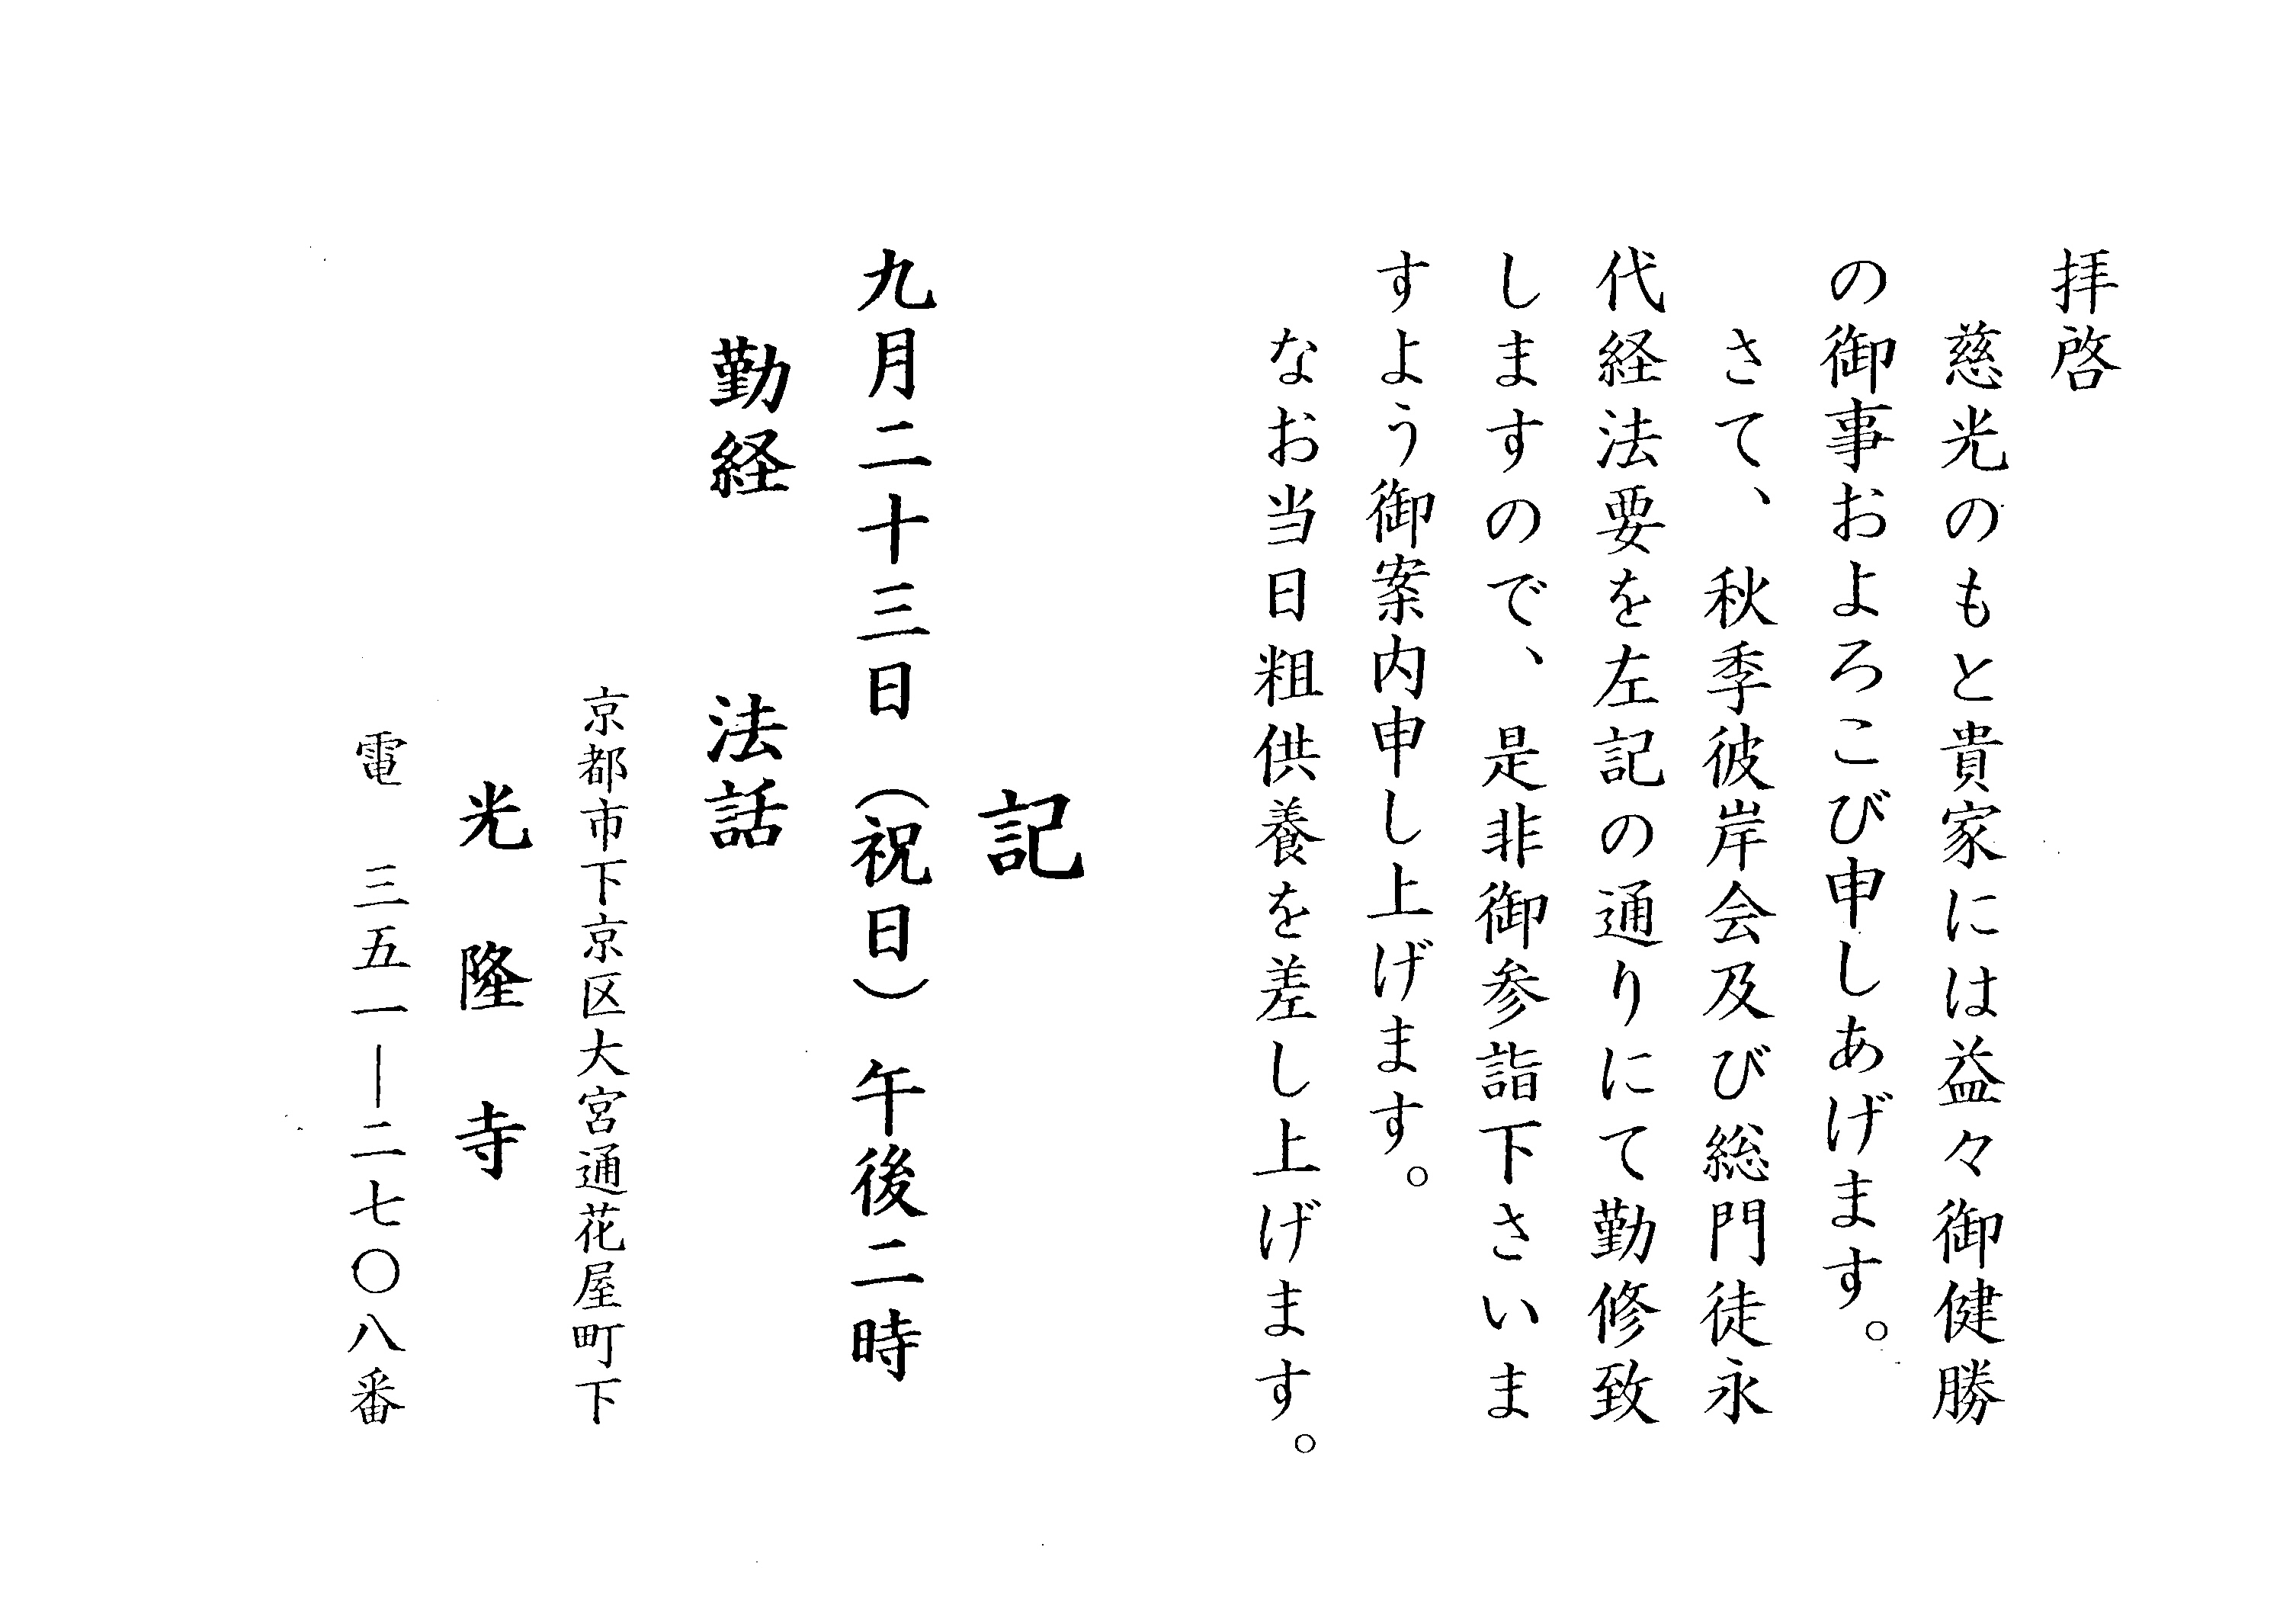 拝啓
慈光のもと貴家には益々御健勝
の御事およろこび申しあげます。
さて、秋季彼岸会及び総門徒永
代経法要を左記の通りにて勤修致
しますので、是非御参詣下さいま
すよう御案内申し上げます。
なお当日粗供養を差し上げます。
記
九月二十三日（祝日）午後二時
勤経　法話
京都市下京区大宮通花屋町下
光隆寺
電　三五一―二七〇八番